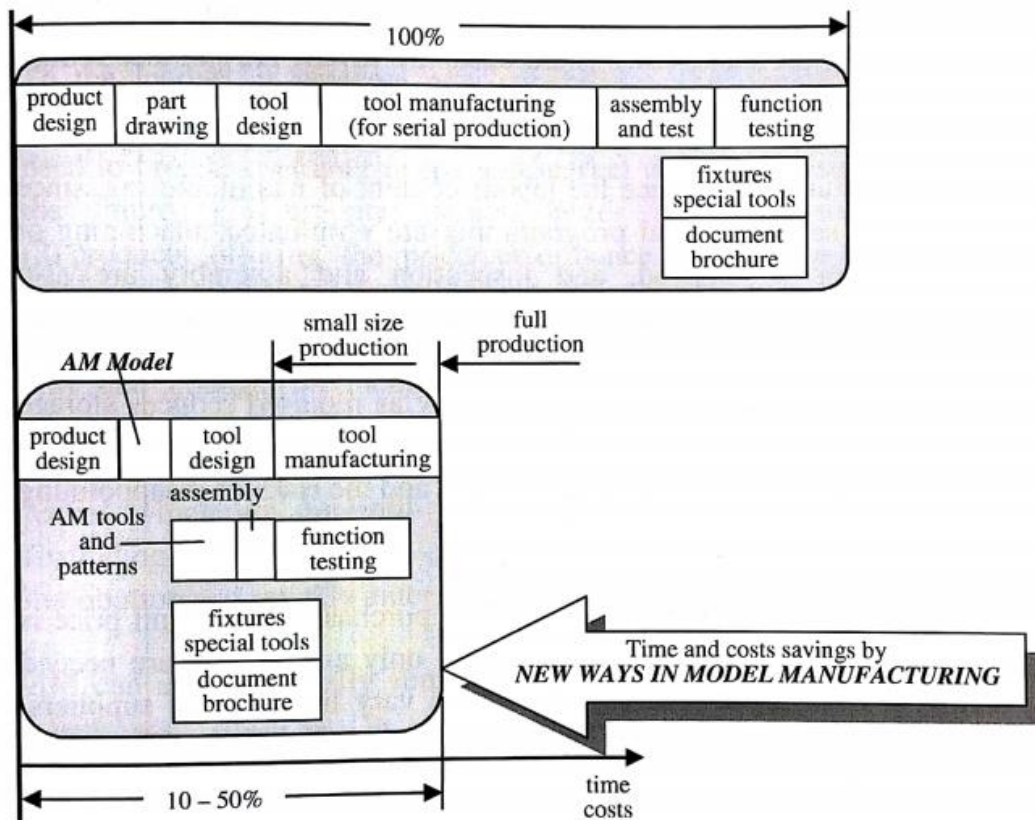 100%
product
design
part
drawing
tool
design
tool manufacturing
(for serial production)
assembly
and test
function
testing
fixtures
special tools
document
brochure
small size
production
full
production
AM Model
product
design
tool
design
tool
manufacturing
assembly
AM tools
and
patterns
function
testing
fixtures
special tools
document
brochure
Time and costs savings by
NEW WAYS IN MODEL MANUFACTURING
time
costs
10 – 50%